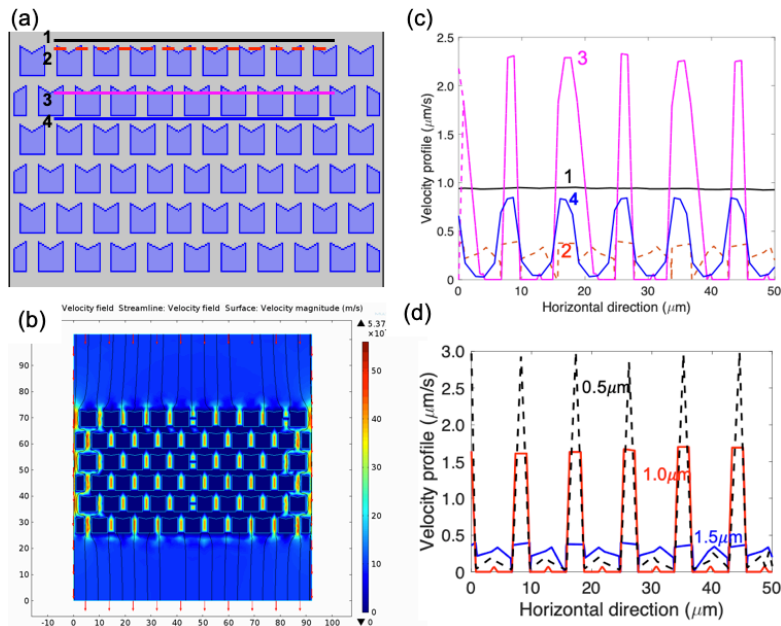 (a)
1
2
3
4
(b)
Velocity field Streamline: Velocity field Surface: Velocity magnitude (m/s)
▲ 5.37
×10
90
80
70
60
50
40
30
20
10
0
-10 0 10 20 30 40 50 60 70 80 90 100
50
40
30
20
10
0
▼ 0
(c)
Velocity profile (μm/s)
2.5
2.0
1.5
1.0
0.5
0
3
1
4
2
0 10 20 30 40 50
Horizontal direction (μm)
(d)
Velocity profile (μm/s)
3.0
2.5
2.0
1.5
1.0
0.5
0
0.5μm
1.0μm
1.5μm
0 10 20 30 40 50
Horizontal direction (μm)